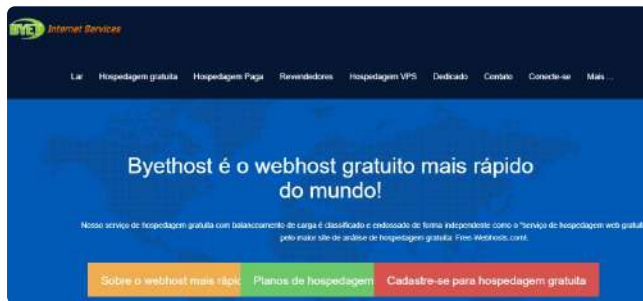 BYET Internet Services
Lar Hospedagem gratuita Hospedagem Paga Revendedores Hospedagem VPS Dedicado Contato Conecte-se Mais ...
Byethost é o webhost gratuito mais rápido
do mundo!
Nosso serviço de hospedagem gratuita com balanceamento de carga é classificado e endossado de forma independente como o "serviço de hospedagem web gratuit
pelo maior site de análise de hospedagem gratuita: Free-Webhosts.com!.
Sobre o webhost mais rápic Planos de hospedagem Cadastre-se para hospedagem gratuita